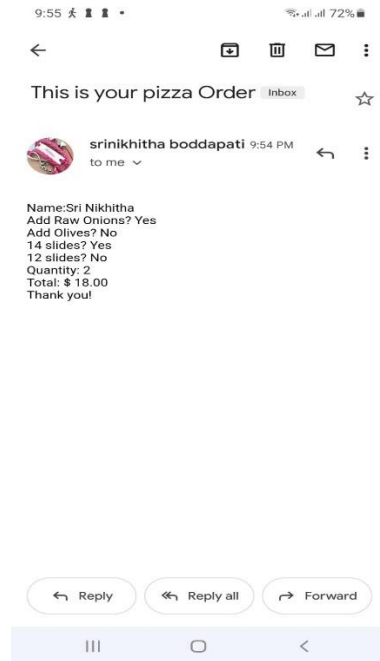 9:55
72%
This is your pizza Order Inbox
srinikhitha boddapati 9:54 PM
to me
Name:Sri Nikhitha
Add Raw Onions? Yes
Add Olives? No
14 slides? Yes
12 slides? No
Quantity: 2
Total: $ 18.00
Thank you!
Reply
Reply all
Forward